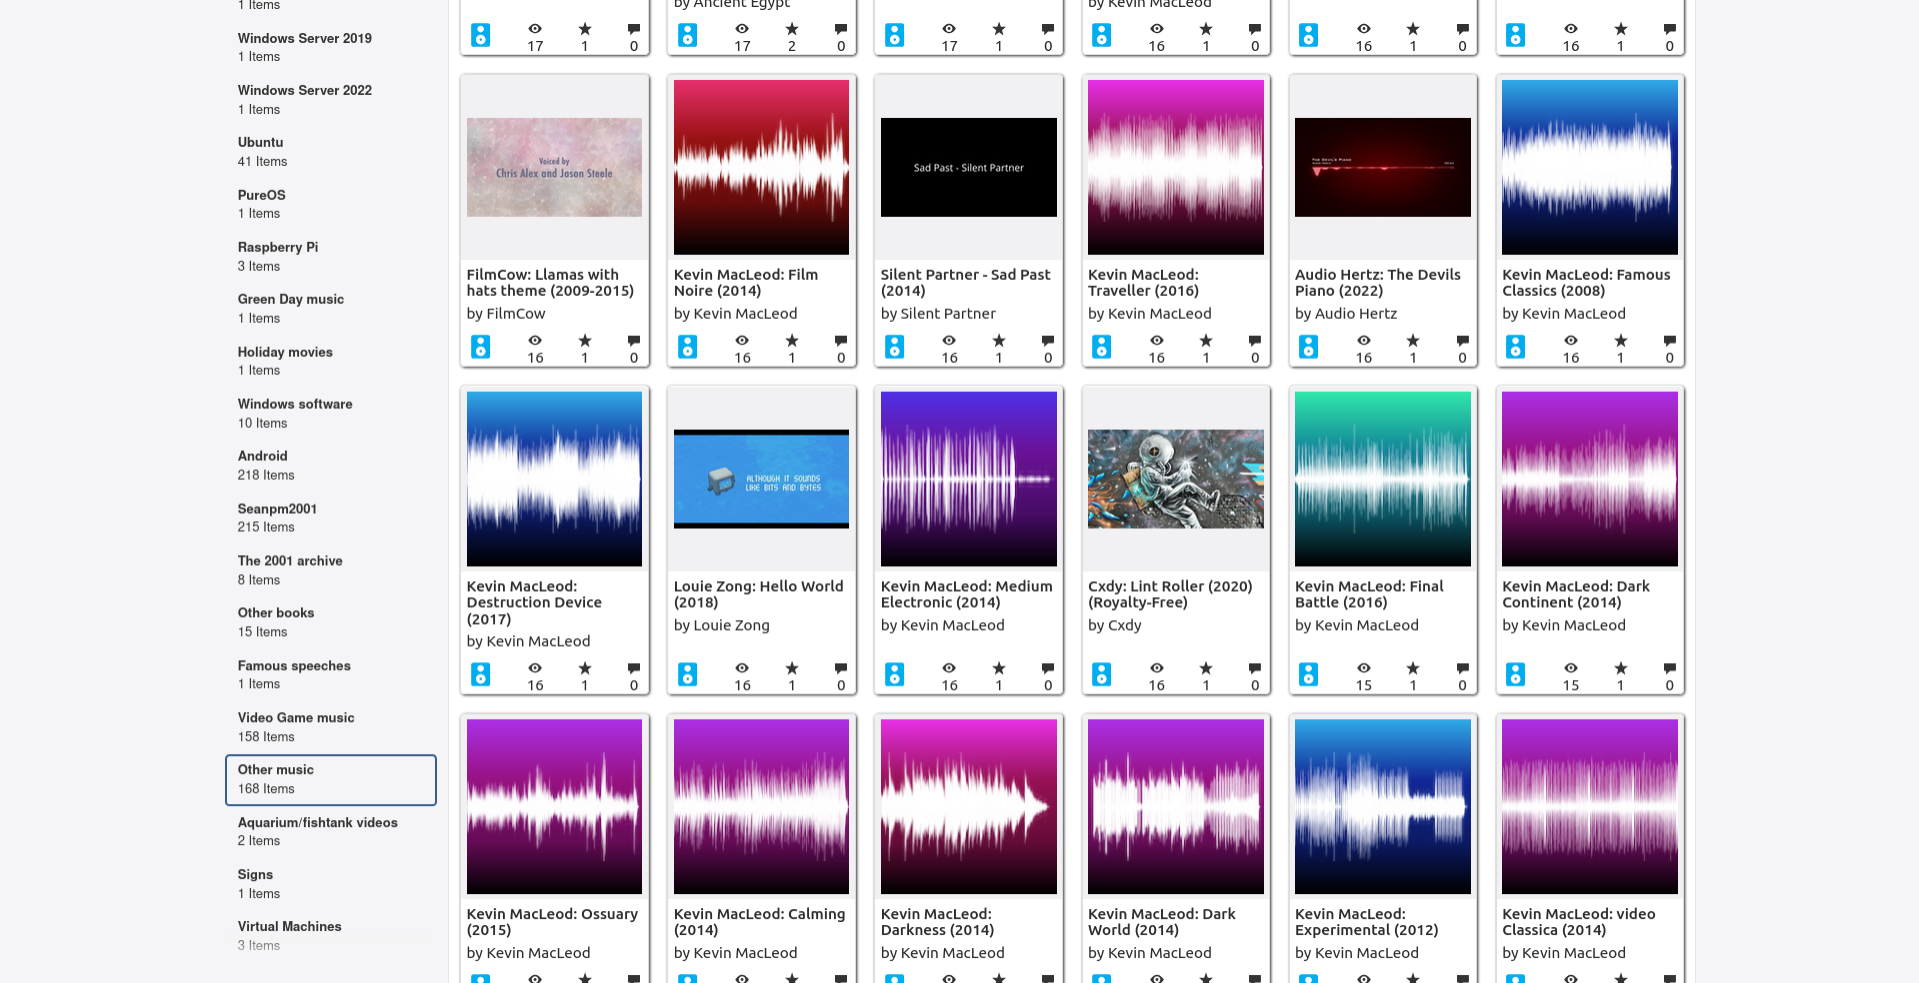 1 Items
Windows Server 2019
1 Items
Windows Server 2022
1 Items
Ubuntu
41 Items
PureOS
1 Items
Raspberry Pi
3 Items
Green Day music
1 Items
Holiday movies
1 Items
Windows software
10 Items
Android
218 Items
Seanpm2001
215 Items
The 2001 archive
8 Items
Other books
15 Items
Famous speeches
1 Items
Video Game music
158 Items
Other music
168 Items
Aquarium/fishtank videos
2 Items
Signs
1 Items
Virtual Machines
3 Items
by Ancient Egypt
by Kevin MacLeod
17 1 0
17 2 0
17 1 0
16 1 0
16 1 0
16 1 0
Voiced by
Chris Alex and Jason Steele
FilmCow: Llamas with
hats theme (2009-2015)
by FilmCow
16 1 0
Kevin MacLeod: Film
Noire (2014)
by Kevin MacLeod
16 1 0
Sad Past - Silent Partner
Silent Partner - Sad Past
(2014)
by Silent Partner
16 1 0
Kevin MacLeod:
Traveller (2016)
by Kevin MacLeod
16 1 0
The Devil's Piano
Audio Hertz: The Devils
Piano (2022)
by Audio Hertz
16 1 0
Kevin MacLeod: Famous
Classics (2008)
by Kevin MacLeod
16 1 0
Kevin MacLeod:
Destruction Device
(2017)
by Kevin MacLeod
16 1 0
ALTHOUGH IT SOUNDS
LIKE BITS AND BYTES
Louie Zong: Hello World
(2018)
by Louie Zong
16 1 0
Kevin MacLeod: Medium
Electronic (2014)
by Kevin MacLeod
16 1 0
Cxdy: Lint Roller (2020)
(Royalty-Free)
by Cxdy
16 1 0
Kevin MacLeod: Final
Battle (2016)
by Kevin MacLeod
15 1 0
Kevin MacLeod: Dark
Continent (2014)
by Kevin MacLeod
15 1 0
Kevin MacLeod: Ossuary
(2015)
by Kevin MacLeod
Kevin MacLeod: Calming
(2014)
by Kevin MacLeod
Kevin MacLeod:
Darkness (2014)
by Kevin MacLeod
Kevin MacLeod: Dark
World (2014)
by Kevin MacLeod
Kevin MacLeod:
Experimental (2012)
by Kevin MacLeod
Kevin MacLeod: video
Classica (2014)
by Kevin MacLeod